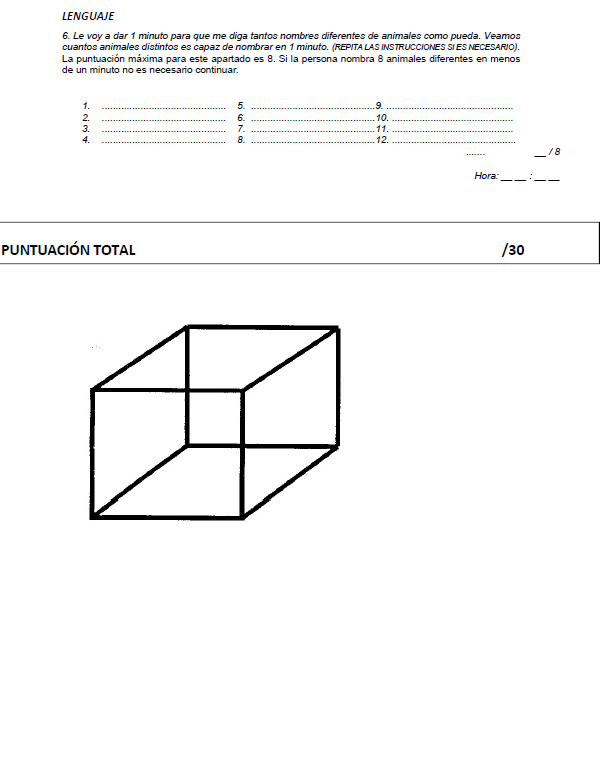 LENGUAJE
6. Le voy a dar 1 minuto para que me diga tantos nombres diferentes de animales como pueda. Veamos
cuantos animales distintos es capaz de nombrar en 1 minuto. (REPITA LAS INSTRUCCIONES SI ES NECESARIO).
La puntuación máxima para este apartado es 8. Si la persona nombra 8 animales diferentes en menos
de un minuto no es necesario continuar.
1. .............................................. 5. ..............................................9. ...............................................
2. .............................................. 6. ..............................................10. .............................................
3. .............................................. 7. ..............................................11. .............................................
4. .............................................. 8. ..............................................12. ..............................................
....... __ / 8
Hora: __ __ : __ __
PUNTUACIÓN TOTAL /30